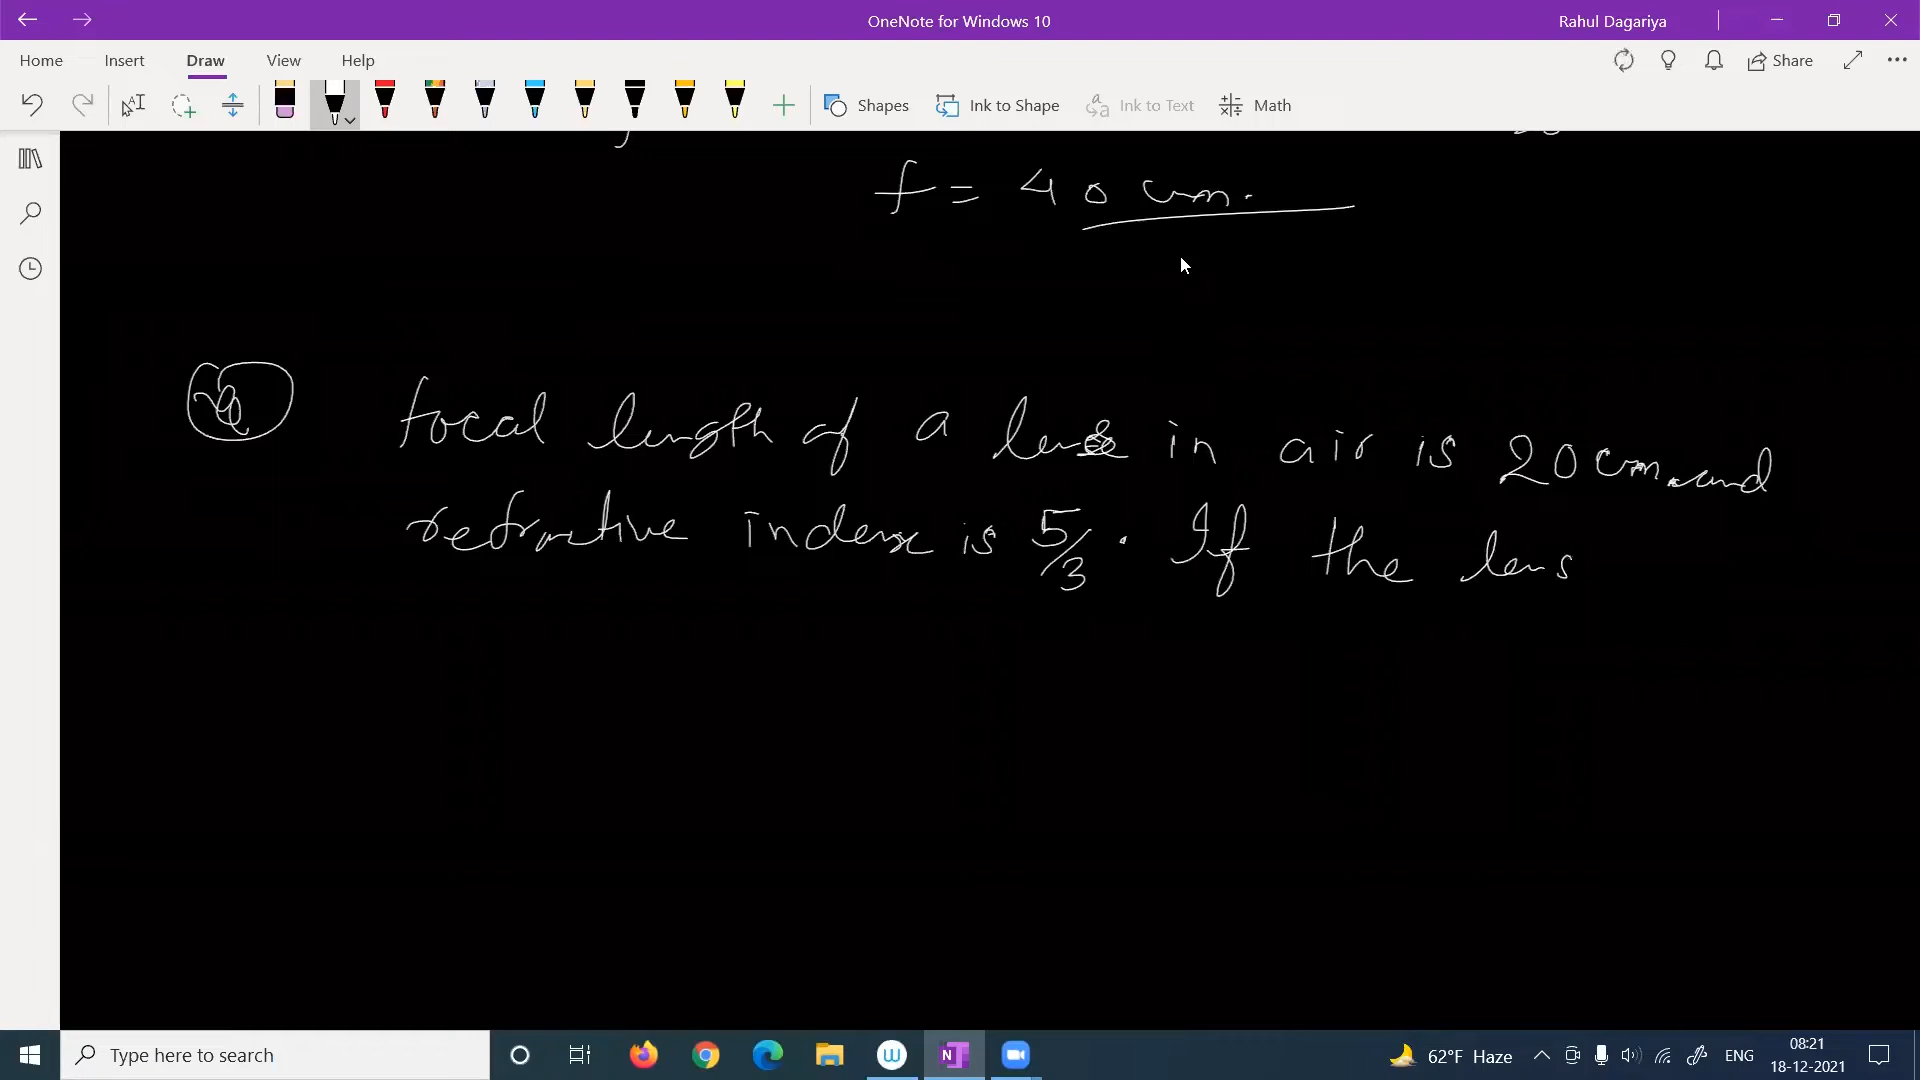 OneNote for Windows 10
Rahul Dagariya
Home Insert Draw View Help
Share
Shapes Ink to Shape Ink to Text Math
f = 40 cm.
Q focal length of a lens in air is 20 cm. and
refractive index is 5/3. If the lens
Type here to search
62°F Haze
ENG
08:21
18-12-2021